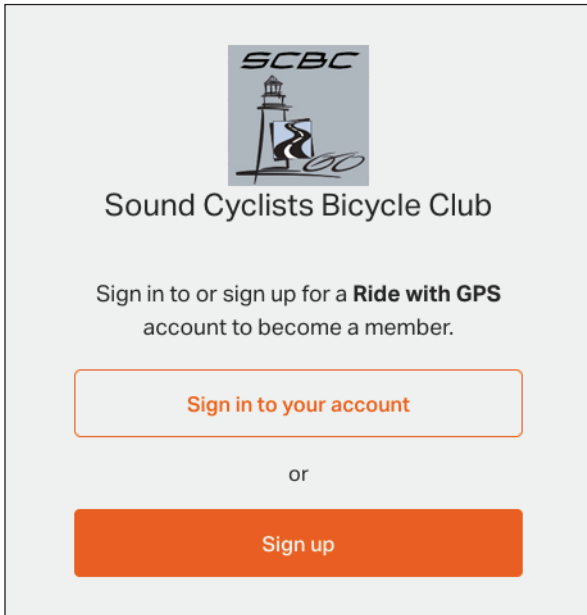 SCBC
Sound Cyclists Bicycle Club
Sign in to or sign up for a Ride with GPS
account to become a member.
Sign in to your account
or
Sign up